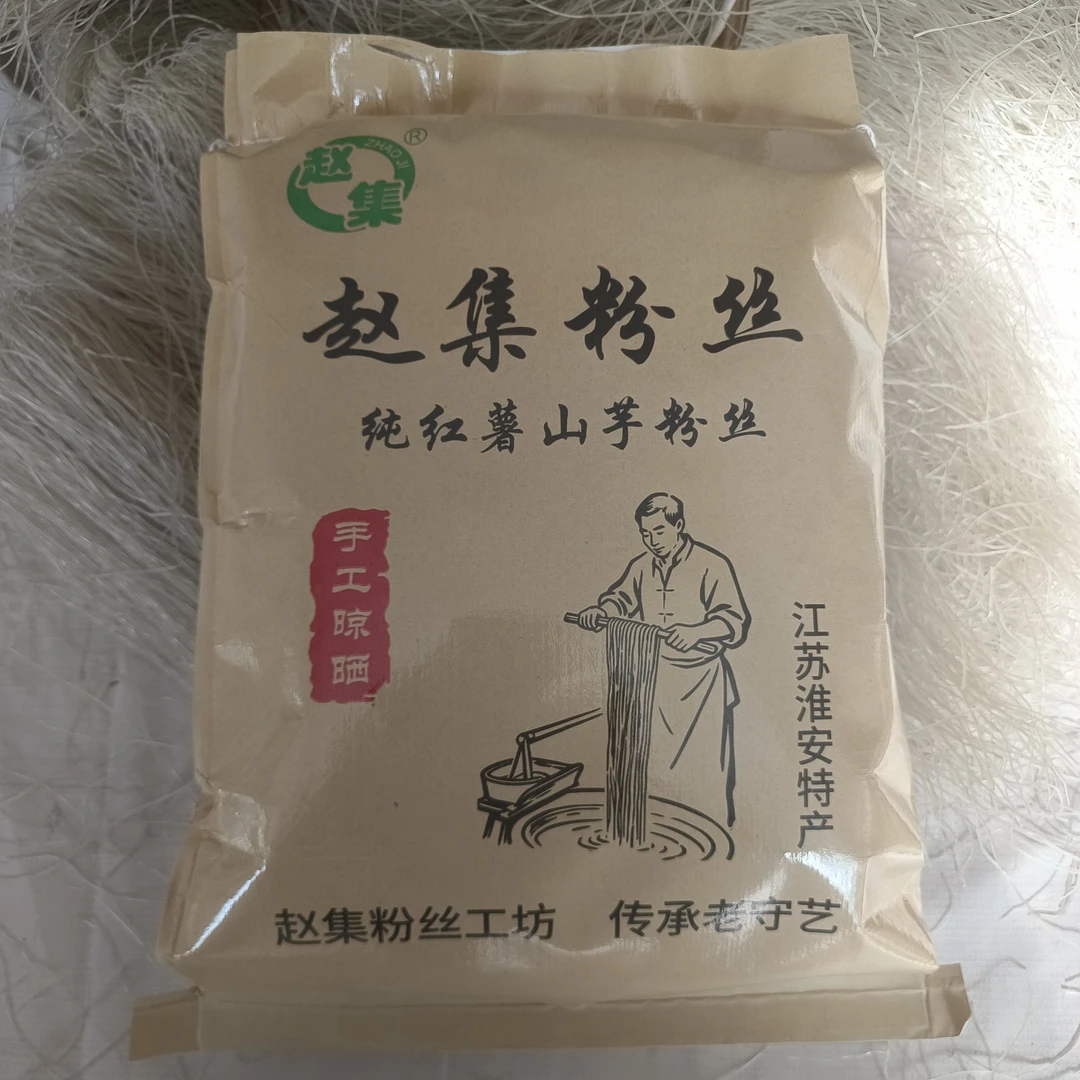 赵集
ZHAO JI
®
赵集粉丝
纯红薯山芋粉丝
手工晾晒
江苏淮安特产
赵集粉丝工坊 传承老守艺